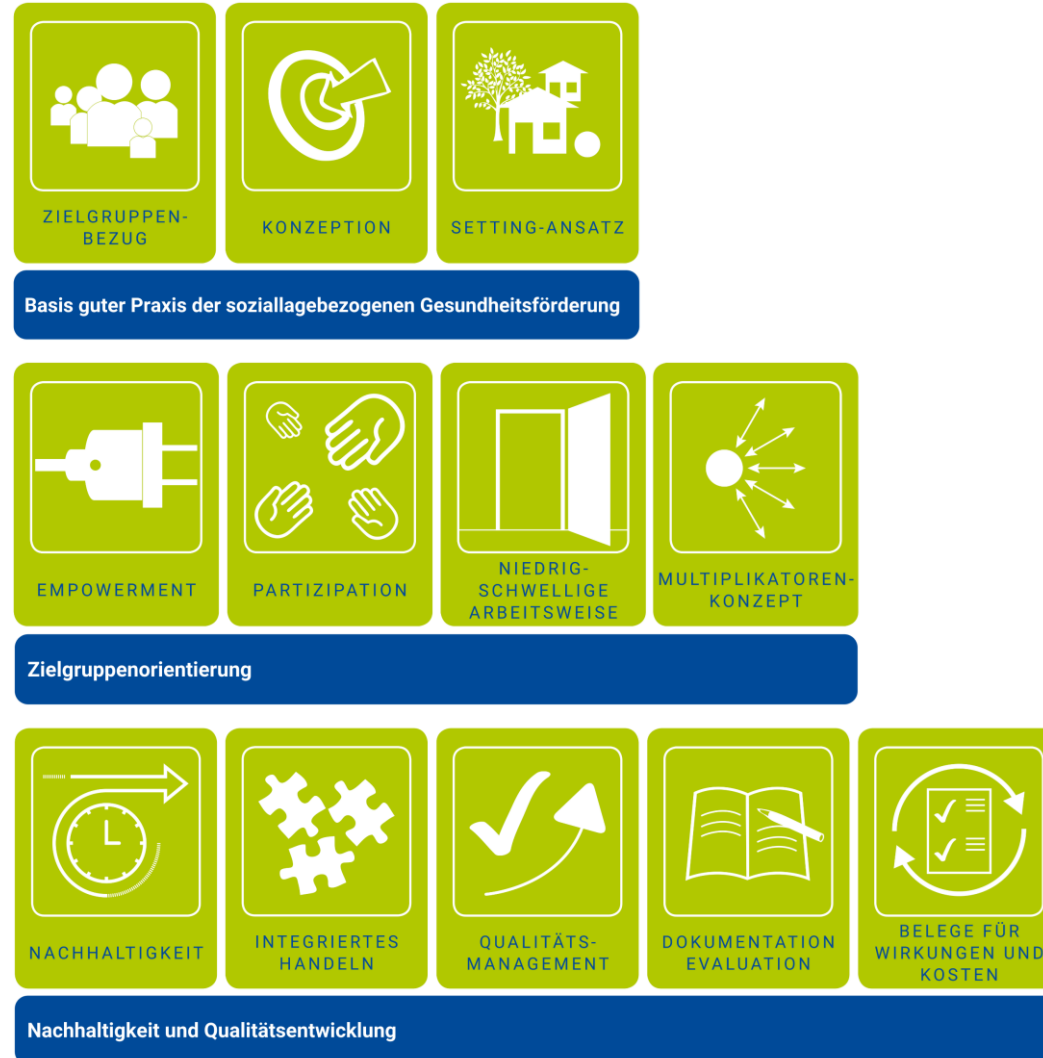 ZIELGRUPPEN-
BEZUG
KONZEPTION
SETTING-ANSATZ
Basis guter Praxis der soziallagebezogenen Gesundheitsförderung
EMPOWERMENT
PARTIZIPATION
NIEDRIG-
SCHWELLIGE
ARBEITSWEISE
MULTIPLIKATOREN-
KONZEPT
Zielgruppenorientierung
NACHHALTIGKEIT
INTEGRIERTES
HANDELN
QUALITÄTS-
MANAGEMENT
DOKUMENTATION
EVALUATION
BELEGE FÜR
WIRKUNGEN UND
KOSTEN
Nachhaltigkeit und Qualitätsentwicklung